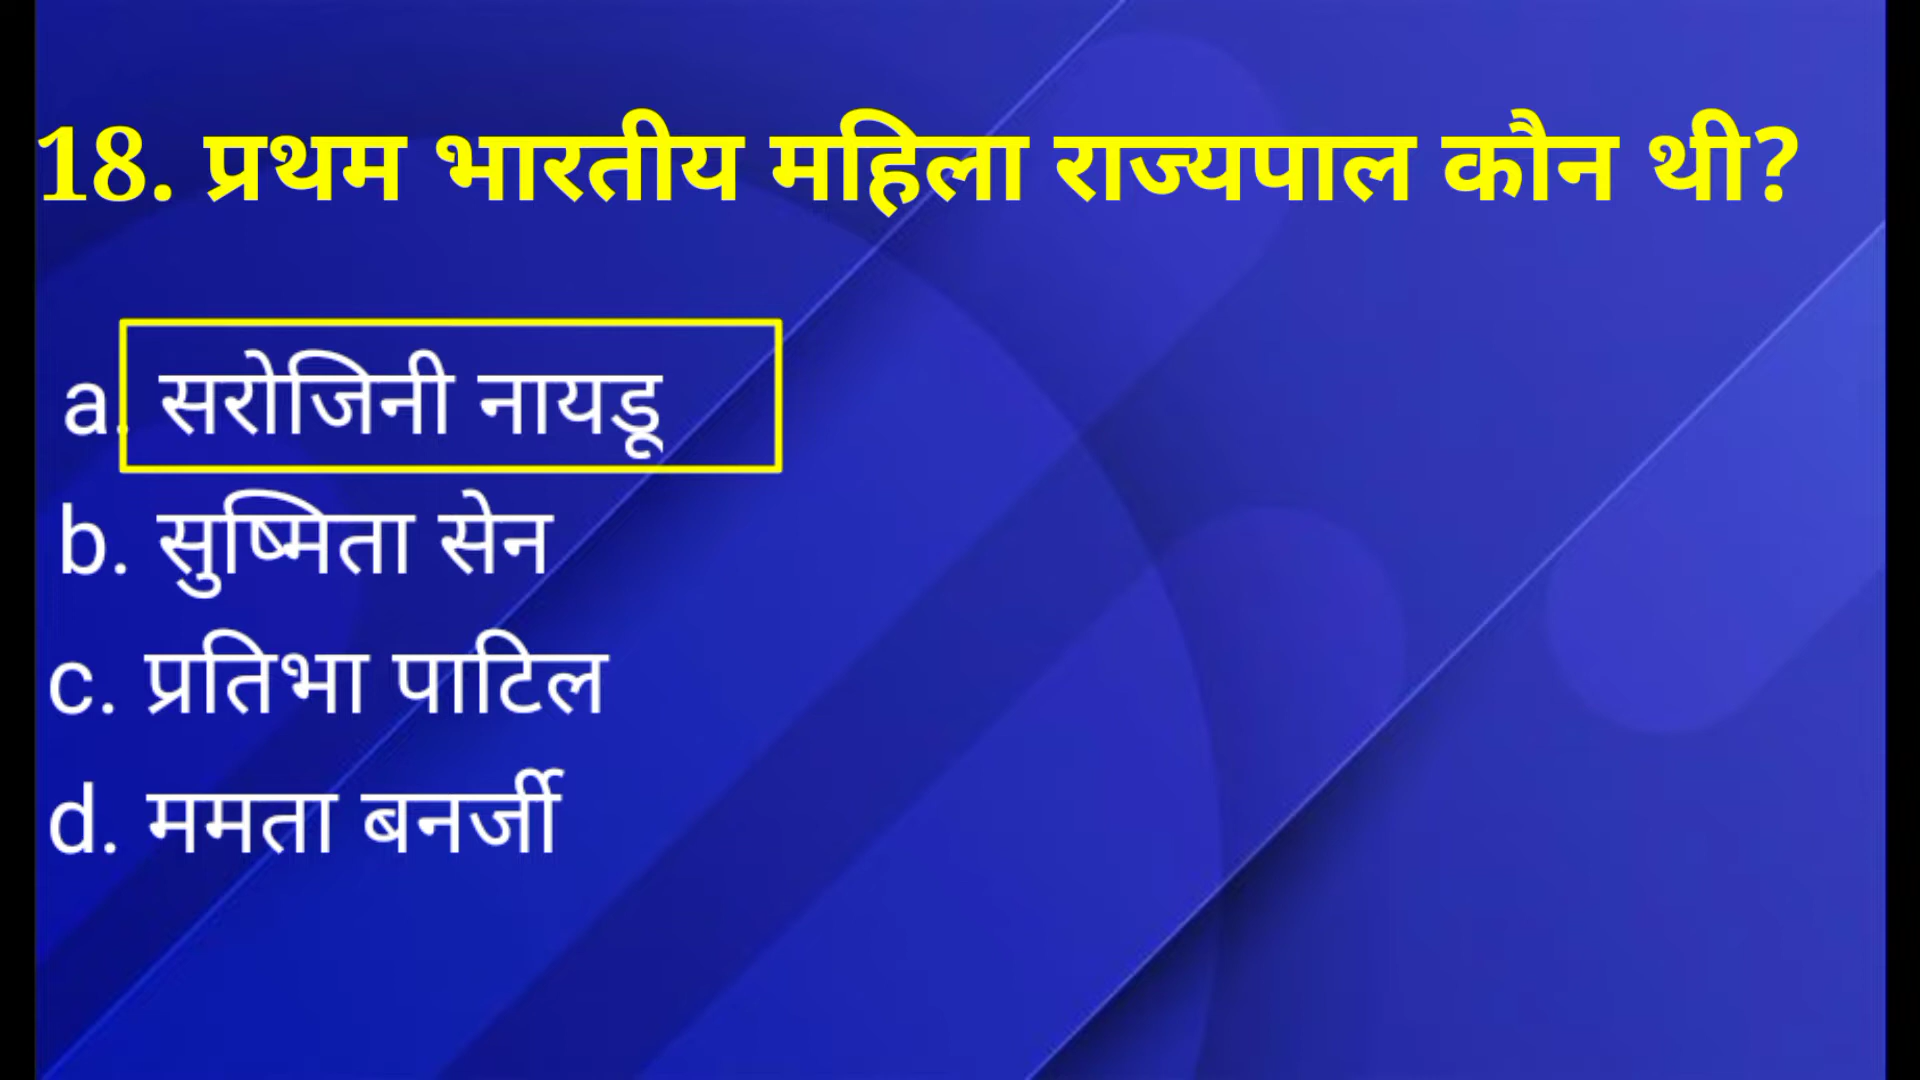 18. प्रथम भारतीय महिला राज्यपाल कौन थी?
a. सरोजिनी नायडू
b. सुष्मिता सेन
c. प्रतिभा पाटिल
d. ममता बनर्जी